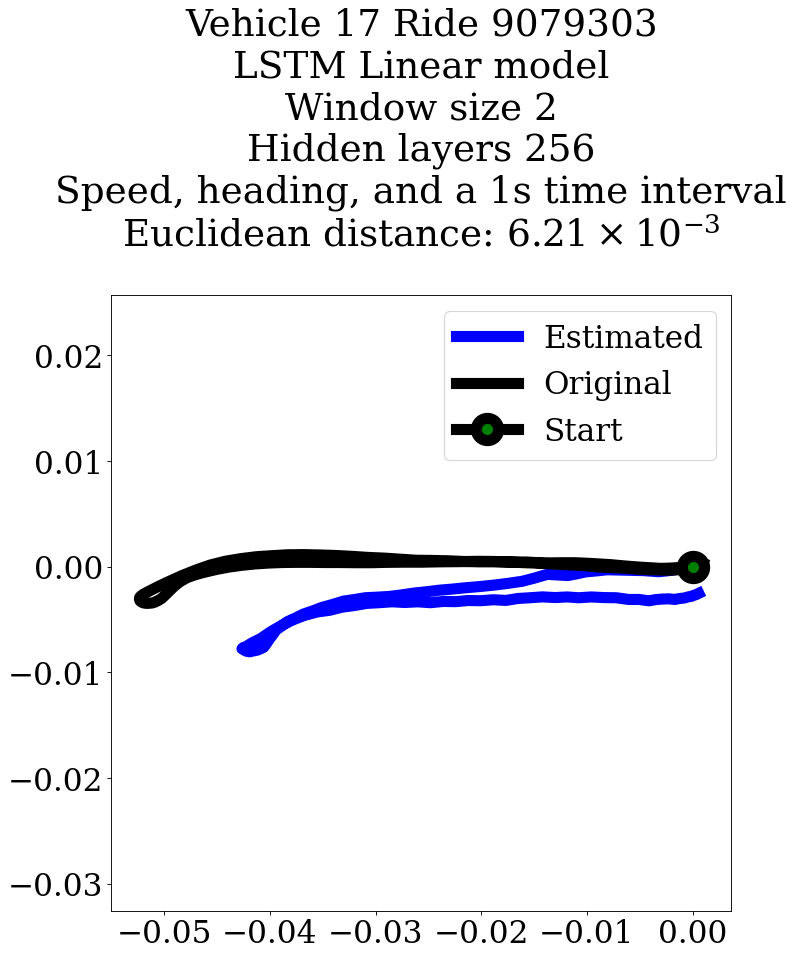 Vehicle 17 Ride 9079303
LSTM Linear model
Window size 2
Hidden layers 256
Speed, heading, and a 1s time interval
Euclidean distance: 6.21 × 10⁻³
Estimated
Original
Start
0.02
0.01
0.00
−0.01
−0.02
−0.03
−0.05 −0.04 −0.03 −0.02 −0.01 0.00